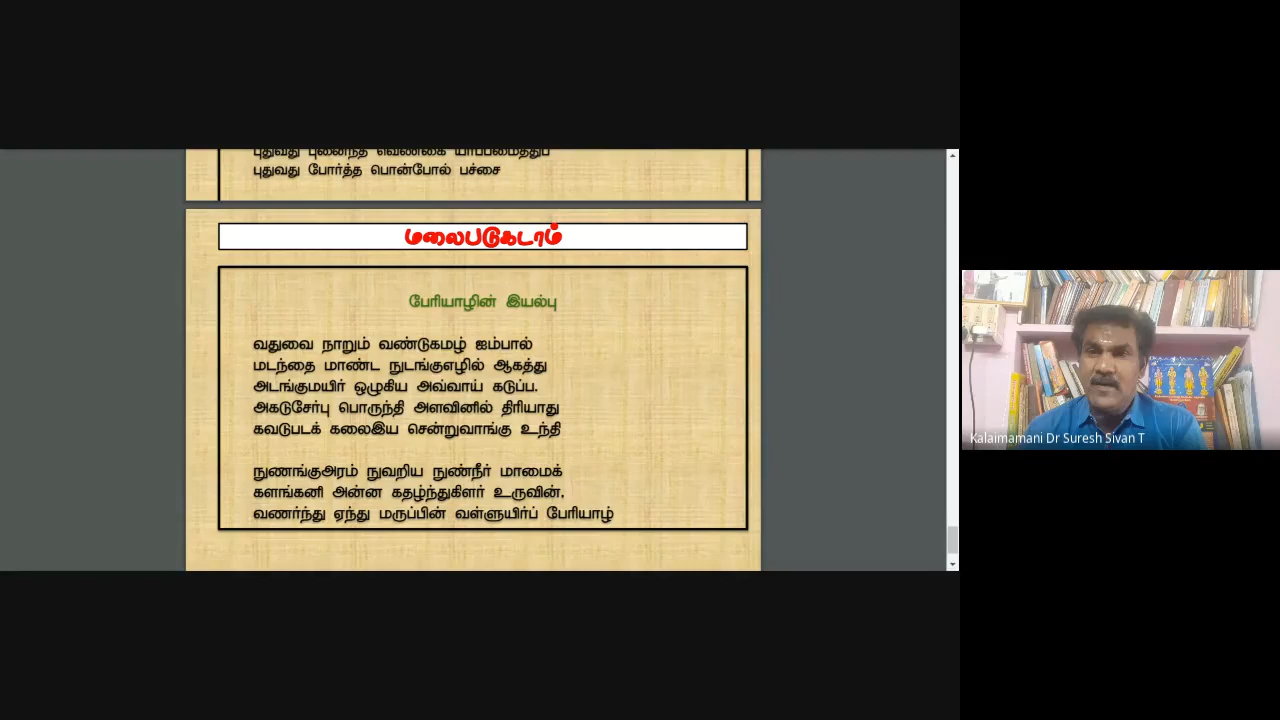 புதுவது புனைந்த வெண்கை யாப்பமைத்துப்
புதுவது போர்த்த பொன்போல் பச்சை
மலைபடுகடாம்
பேரியாழின் இயல்பு
வதுவை நாறும் வண்டுகமழ் ஐம்பால்
மடந்தை மாண்ட நுடங்குஎழில் ஆகத்து
அடங்குமயிர் ஒழுகிய அவ்வாய் கடுப்ப.
அகடுசேர்பு பொருந்தி அளவினில் திரியாது
கவடுபடக் கலைஇய சென்றுவாங்கு உந்தி
நுணங்குஅரம் நுவறிய நுண்நீர் மாமைக்
களங்கனி அன்ன கதழ்ந்துகிளர் உருவின்,
வணர்ந்து ஏந்து மருப்பின் வள்ளுயிர்ப் பேரியாழ்
Kalaimamani Dr Suresh Sivan T